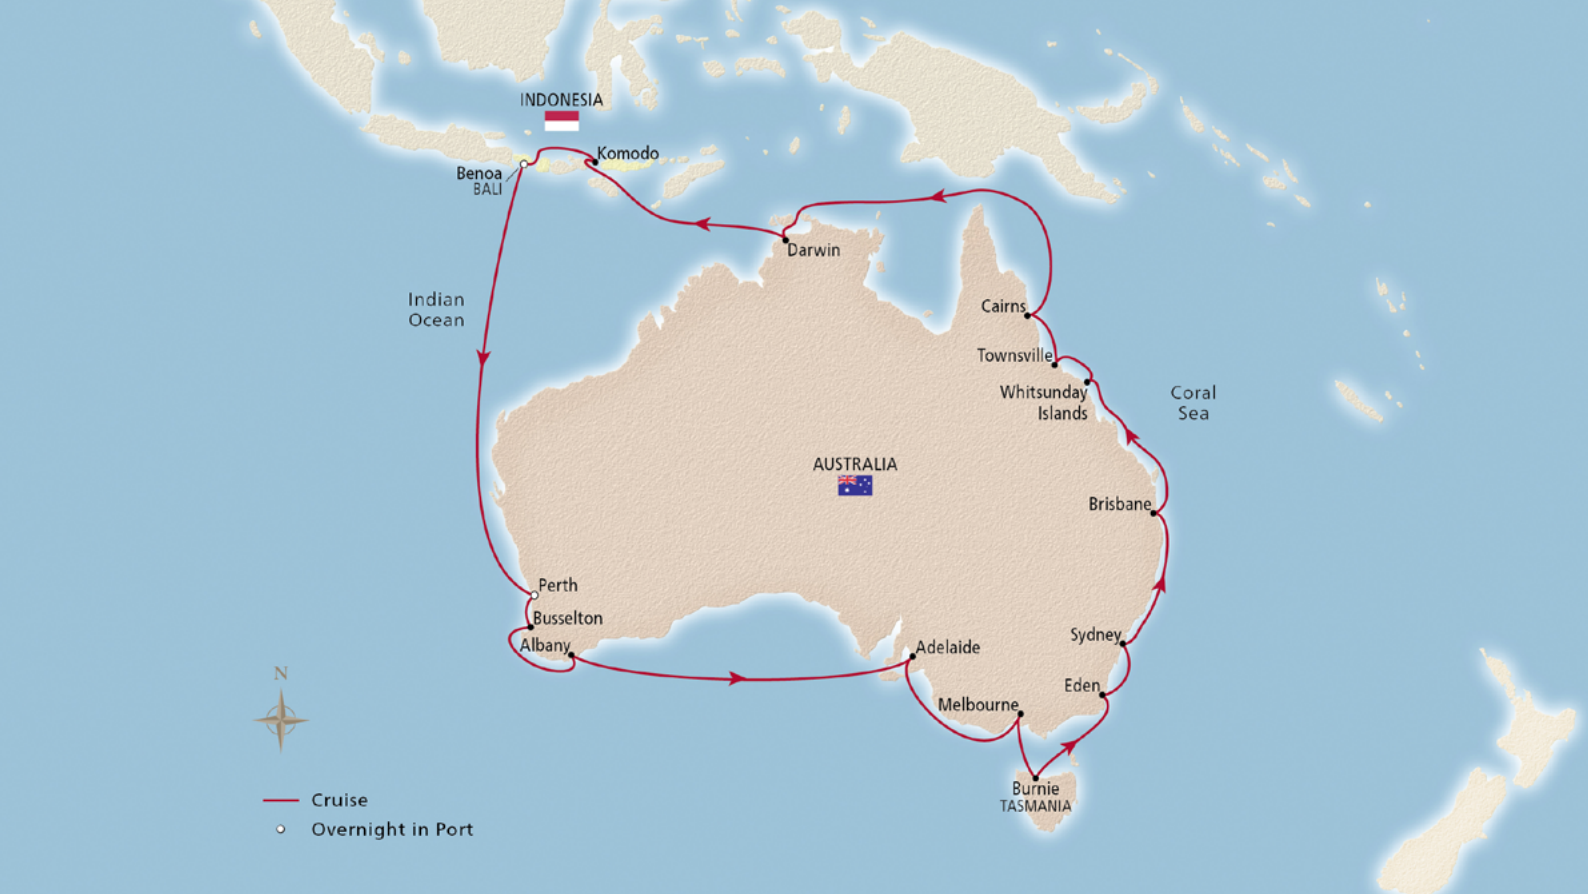 INDONESIA
Komodo
Benoa
BALI
Darwin
Indian
Ocean
Cairns
Townsville
Whitsunday
Islands
Coral
Sea
AUSTRALIA
Brisbane
Perth
Busselton
Albany
Adelaide
Sydney
Eden
Melbourne
Burnie
TASMANIA
N
Cruise
Overnight in Port